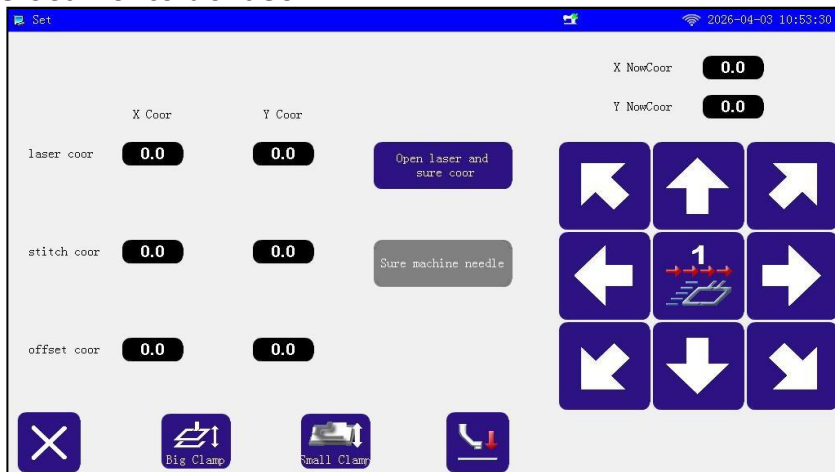 Set 2026-04-03 10:53:30
X NowCoor 0.0
Y NowCoor 0.0
X Coor Y Coor
laser coor 0.0 0.0 Open laser and
sure coor
stitch coor 0.0 0.0 Sure machine needle
1
offset coor 0.0 0.0
Big Clamp Small Clamp